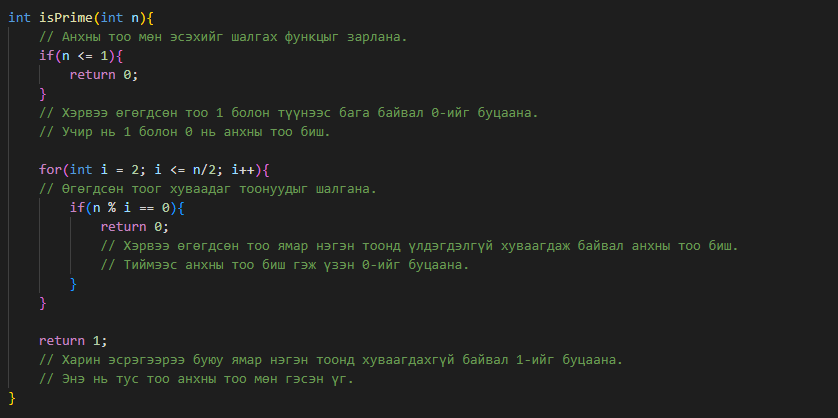 int isPrime(int n){
// Анхны тоо мөн эсэхийг шалгах функцыг зарлана.
if(n <= 1){
return 0;
}
// Хэрвээ өгөгдсөн тоо 1 болон түүнээс бага байвал 0-ийг буцаана.
// Учир нь 1 болон 0 нь анхны тоо биш.
for(int i = 2; i <= n/2; i++){
// Өгөгдсөн тоог хуваадаг тоонуудыг шалгана.
if(n % i == 0){
return 0;
// Хэрвээ өгөгдсөн тоо ямар нэгэн тоонд үлдэгдэлгүй хуваагдаж байвал анхны тоо биш.
// Тиймээс анхны тоо биш гэж үзэн 0-ийг буцаана.
}
}
return 1;
// Харин эсрэгээрээ буюу ямар нэгэн тоонд хуваагдахгүй байвал 1-ийг буцаана.
// Энэ нь тус тоо анхны тоо мөн гэсэн үг.
}